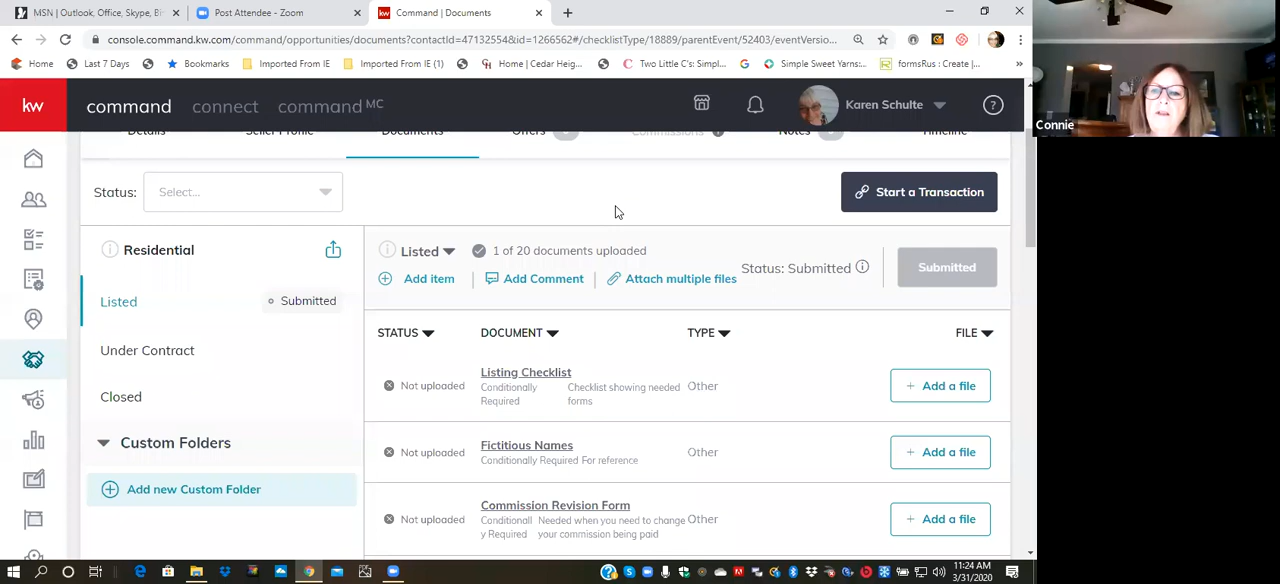 MSN | Outlook, Office, Skype, Bi
Post Attendee - Zoom
Command | Documents
console.command.kw.com/command/opportunities/documents?contactId=47132554&id=1266562#/checklistType/18889/parentEvent/52403/eventVersio...
Home
Last 7 Days
Bookmarks
Imported From IE
Imported From IE (1)
Home | Cedar Heig...
Two Little C's: Simpl...
Simple Sweet Yarns:...
formsRus : Create |...
Connie
kw
command
connect
command MC
Karen Schulte
Details
Seller Profile
Documents
Offers
Commissions
Notes
Timeline
Status:
Select...
Start a Transaction
Residential
Listed
1 of 20 documents uploaded
Status: Submitted
Submitted
Add item
Add Comment
Attach multiple files
Listed
Submitted
Under Contract
Closed
Custom Folders
Add new Custom Folder
STATUS
DOCUMENT
TYPE
FILE
Not uploaded
Listing Checklist
Conditionally Required
Checklist showing needed forms
Other
+ Add a file
Not uploaded
Fictitious Names
Conditionally Required For reference
Other
+ Add a file
Not uploaded
Commission Revision Form
Conditionall y Required
Needed when you need to change your commission being paid
Other
+ Add a file
11:24 AM
3/31/2020